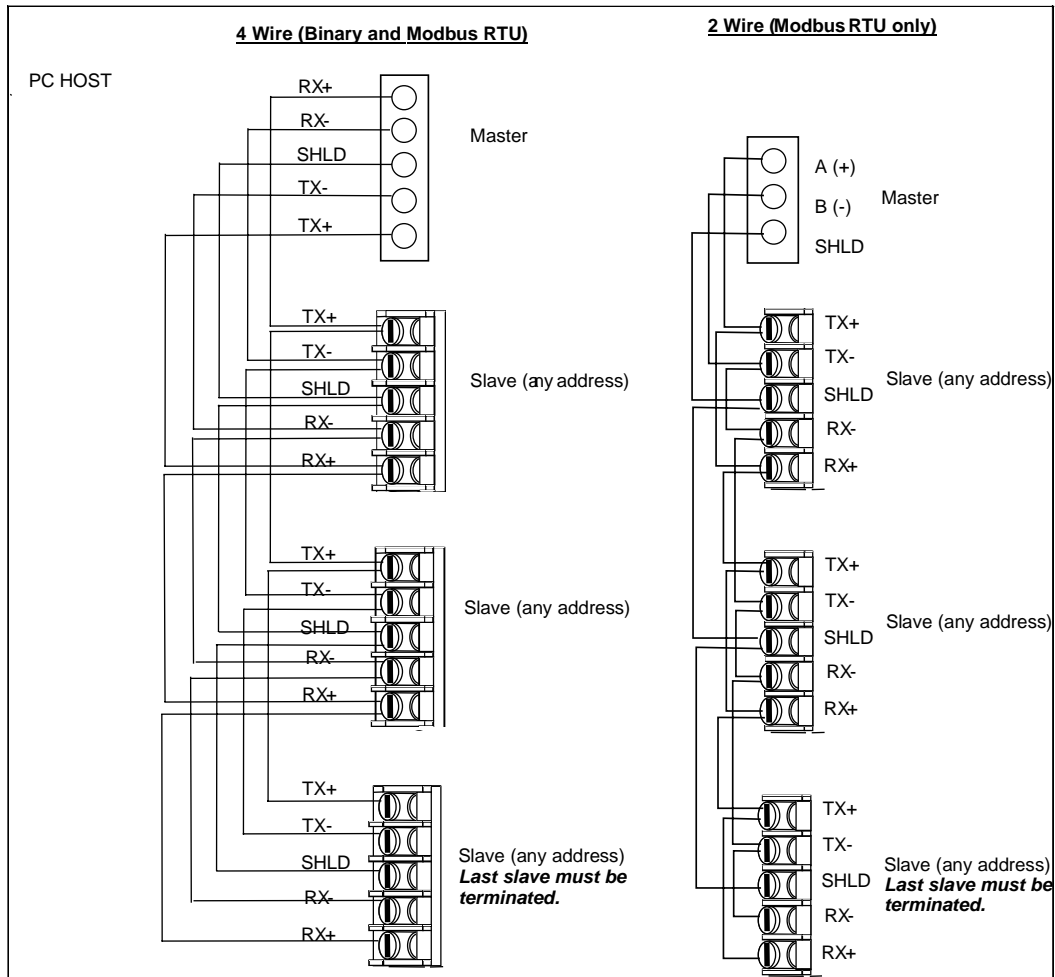 4 Wire (Binary and Modbus RTU)
2 Wire (Modbus RTU only)
PC HOST
RX+
RX-
SHLD
TX-
TX+
Master
A (+)
B (-)
SHLD
Master
TX+
TX-
SHLD
RX-
RX+
Slave (any address)
TX+
TX-
SHLD
RX-
RX+
Slave (any address)
TX+
TX-
SHLD
RX-
RX+
Slave (any address)
TX+
TX-
SHLD
RX-
RX+
Slave (any address)
TX+
TX-
SHLD
RX-
RX+
Slave (any address)
Last slave must be
terminated.
TX+
TX-
SHLD
RX-
RX+
Slave (any address)
Last slave must be
terminated.